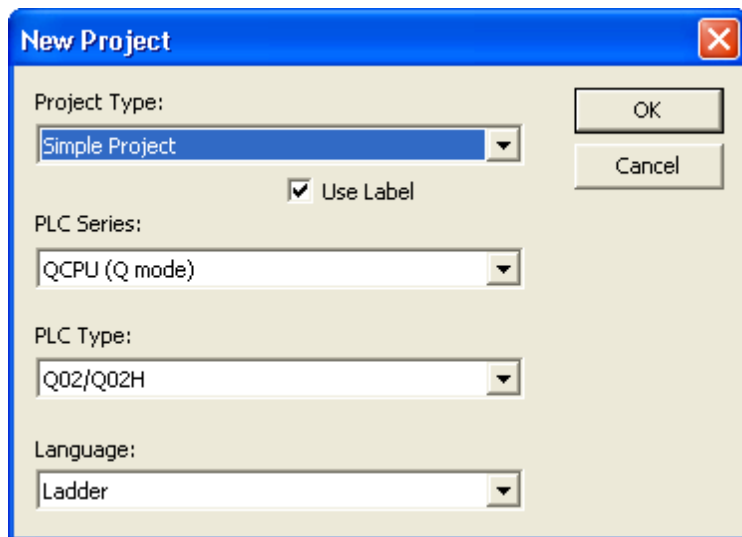 New Project
Project Type:
OK
Simple Project
Cancel
Use Label
PLC Series:
QCPU (Q mode)
PLC Type:
Q02/Q02H
Language:
Ladder